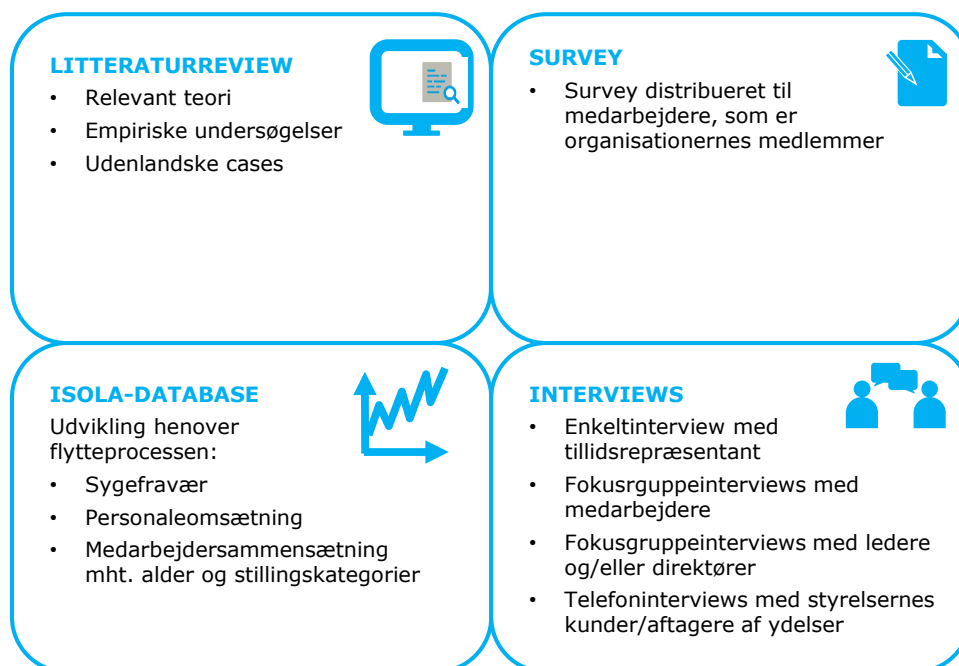 LITTERATURREVIEW
• Relevant teori
• Empiriske undersøgelser
• Udenlandske cases
SURVEY
• Survey distribueret til
medarbejdere, som er
organisationernes medlemmer
ISOLA-DATABASE
Udvikling henover
flytteprocessen:
• Sygefravær
• Personaleomsætning
• Medarbejdersammensætning
mht. alder og stillingskategorier
INTERVIEWS
• Enkeltinterview med
tillidsrepræsentant
• Fokusrguppeinterviews med
medarbejdere
• Fokusgruppeinterviews med ledere
og/eller direktører
• Telefoninterviews med styrelsernes
kunder/aftagere af ydelser